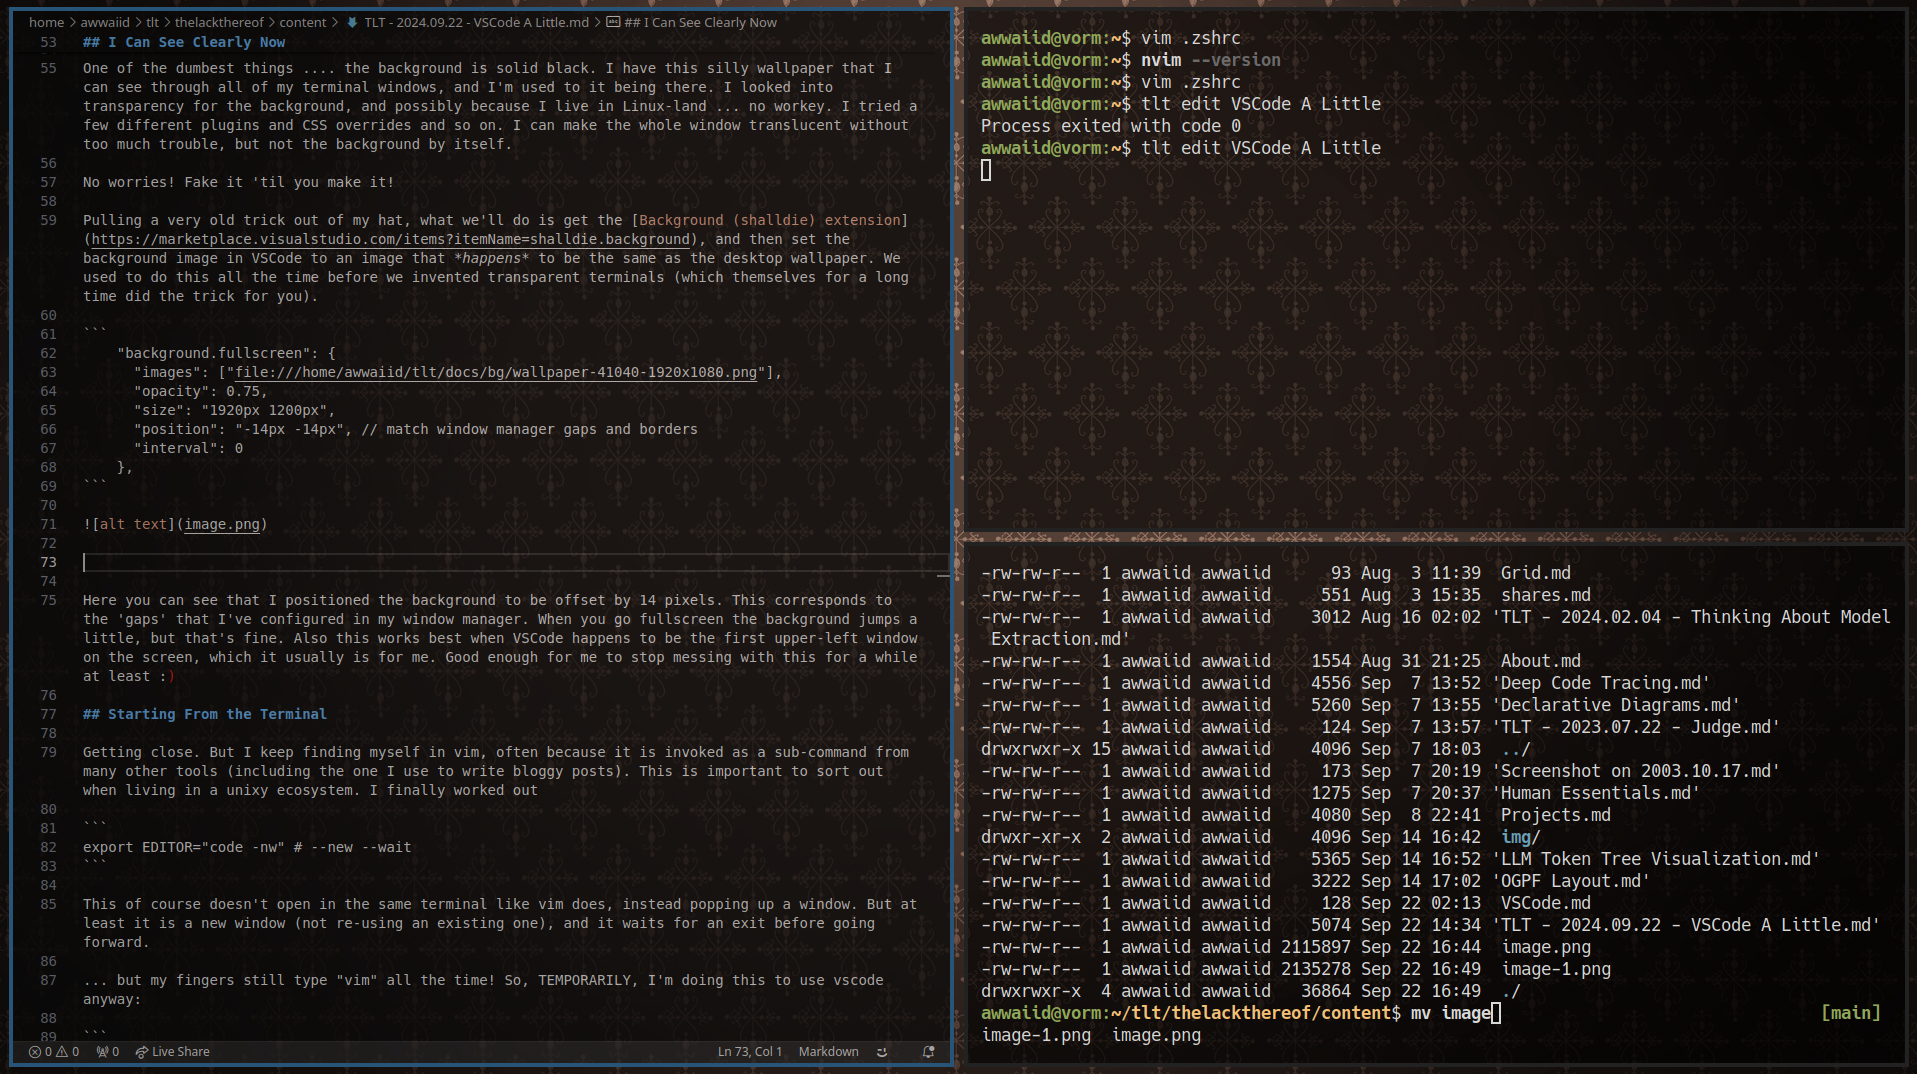 home > awwaiid > tlt > thelackthereof > content > TLT - 2024.09.22 - VSCode A Little.md > ## I Can See Clearly Now
53 ## I Can See Clearly Now
55 One of the dumbest things .... the background is solid black. I have this silly wallpaper that I
can see through all of my terminal windows, and I'm used to it being there. I looked into
transparency for the background, and possibly because I live in Linux-land ... no workey. I tried a
few different plugins and CSS overrides and so on. I can make the whole window translucent without
too much trouble, but not the background by itself.
56
57 No worries! Fake it 'til you make it!
58
59 Pulling a very old trick out of my hat, what we'll do is get the [Background (shalldie) extension]
(https://marketplace.visualstudio.com/items?itemName=shalldie.background), and then set the
background image in VSCode to an image that *happens* to be the same as the desktop wallpaper. We
used to do this all the time before we invented transparent terminals (which themselves for a long
time did the trick for you).
60
61 ```
62     "background.fullscreen": {
63       "images": ["file:///home/awwaiid/tlt/docs/bg/wallpaper-41040-1920x1080.png"],
64       "opacity": 0.75,
65       "size": "1920px 1200px",
66       "position": "-14px -14px", // match window manager gaps and borders
67       "interval": 0
68     },
69 ```
70
71 ![alt text](image.png)
72
73
74
75 Here you can see that I positioned the background to be offset by 14 pixels. This corresponds to
the 'gaps' that I've configured in my window manager. When you go fullscreen the background jumps a
little, but that's fine. Also this works best when VSCode happens to be the first upper-left window
on the screen, which it usually is for me. Good enough for me to stop messing with this for a while
at least :)
76
77 ## Starting From the Terminal
78
79 Getting close. But I keep finding myself in vim, often because it is invoked as a sub-command from
many other tools (including the one I use to write bloggy posts). This is important to sort out
when living in a unixy ecosystem. I finally worked out
80
81 ```
82 export EDITOR="code -nw" # --new --wait
83 ```
84
85 This of course doesn't open in the same terminal like vim does, instead popping up a window. But at
least it is a new window (not re-using an existing one), and it waits for an exit before going
forward.
86
87 ... but my fingers still type "vim" all the time! So, TEMPORARILY, I'm doing this to use vscode
anyway:
88
89 ```
0 0 0 Live Share Ln 73, Col 1 Markdown
awwaiid@vorm:~$ vim .zshrc
awwaiid@vorm:~$ nvim --version
awwaiid@vorm:~$ vim .zshrc
awwaiid@vorm:~$ tlt edit VSCode A Little
Process exited with code 0
awwaiid@vorm:~$ tlt edit VSCode A Little
-rw-rw-r--  1 awwaiid awwaiid      93 Aug  3 11:39  Grid.md
-rw-rw-r--  1 awwaiid awwaiid     551 Aug  3 15:35  shares.md
-rw-rw-r--  1 awwaiid awwaiid    3012 Aug 16 02:02 'TLT - 2024.02.04 - Thinking About Model
Extraction.md'
-rw-rw-r--  1 awwaiid awwaiid    1554 Aug 31 21:25  About.md
-rw-rw-r--  1 awwaiid awwaiid    4556 Sep  7 13:52 'Deep Code Tracing.md'
-rw-rw-r--  1 awwaiid awwaiid    5260 Sep  7 13:55 'Declarative Diagrams.md'
-rw-rw-r--  1 awwaiid awwaiid     124 Sep  7 13:57 'TLT - 2023.07.22 - Judge.md'
drwxrwxr-x 15 awwaiid awwaiid    4096 Sep  7 18:03  ../
-rw-rw-r--  1 awwaiid awwaiid     173 Sep  7 20:19 'Screenshot on 2003.10.17.md'
-rw-rw-r--  1 awwaiid awwaiid    1275 Sep  7 20:37 'Human Essentials.md'
-rw-rw-r--  1 awwaiid awwaiid    4080 Sep  8 22:41  Projects.md
drwxr-xr-x  2 awwaiid awwaiid    4096 Sep 14 16:42  img/
-rw-rw-r--  1 awwaiid awwaiid    5365 Sep 14 16:52 'LLM Token Tree Visualization.md'
-rw-rw-r--  1 awwaiid awwaiid    3222 Sep 14 17:02 'OGPF Layout.md'
-rw-rw-r--  1 awwaiid awwaiid     128 Sep 22 02:13  VSCode.md
-rw-rw-r--  1 awwaiid awwaiid    5074 Sep 22 14:34 'TLT - 2024.09.22 - VSCode A Little.md'
-rw-rw-r--  1 awwaiid awwaiid 2115897 Sep 22 16:44  image.png
-rw-rw-r--  1 awwaiid awwaiid 2135278 Sep 22 16:49  image-1.png
drwxrwxr-x  4 awwaiid awwaiid   36864 Sep 22 16:49  ./
awwaiid@vorm:~/tlt/thelackthereof/content$ mv image [main]
image-1.png  image.png